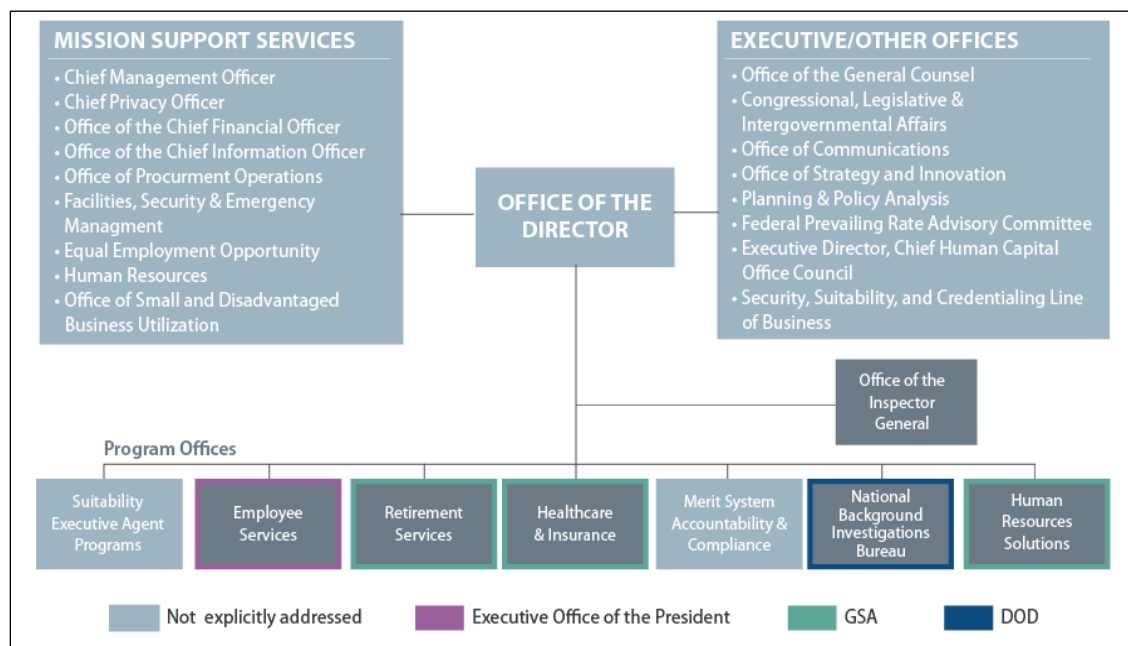 MISSION SUPPORT SERVICES
• Chief Management Officer
• Chief Privacy Officer
• Office of the Chief Financial Officer
• Office of the Chief Information Officer
• Office of Procurement Operations
• Facilities, Security & Emergency
Managment
• Equal Employment Opportunity
• Human Resources
• Office of Small and Disadvantaged
Business Utilization
OFFICE OF THE
DIRECTOR
EXECUTIVE/OTHER OFFICES
• Office of the General Counsel
• Congressional, Legislative &
Intergovernmental Affairs
• Office of Communications
• Office of Strategy and Innovation
• Planning & Policy Analysis
• Federal Prevailing Rate Advisory Committee
• Executive Director, Chief Human Capital
Office Council
• Security, Suitability, and Credentialing Line
of Business
Office of the
Inspector
General
Program Offices
Suitability
Executive Agent
Programs
Employee
Services
Retirement
Services
Healthcare
& Insurance
Merit System
Accountability &
Compliance
National
Background
Investigations
Bureau
Human
Resources
Solutions
Not explicitly addressed
Executive Office of the President
GSA
DOD